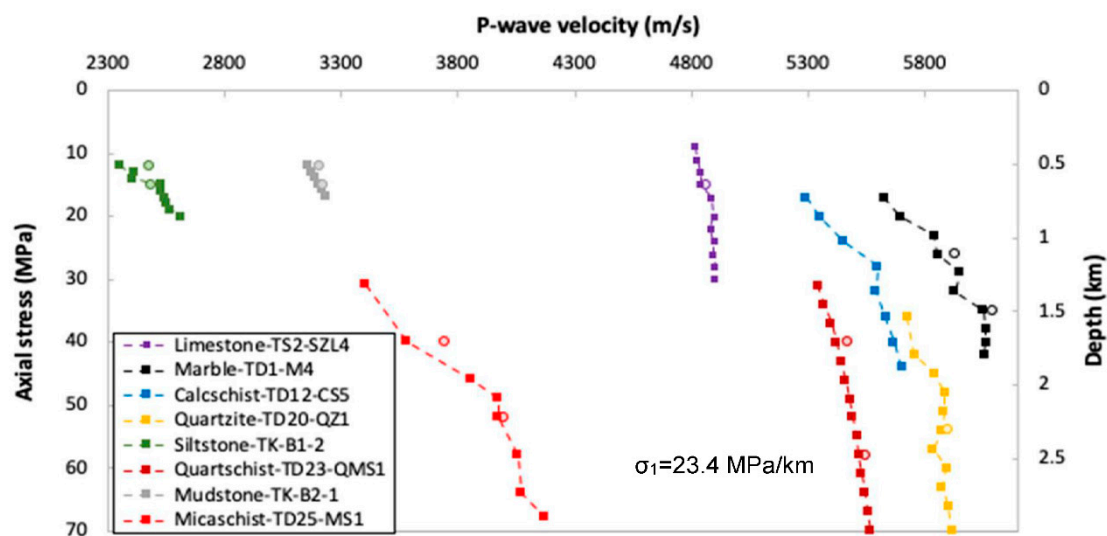 P-wave velocity (m/s)
2300 2800 3300 3800 4300 4800 5300 5800
0 0
10 0.5
20 1
30 1.5
40 2
50 2.5
60
70
Axial stress (MPa)
Depth (km)
Limestone-TS2-SZL4
Marble-TD1-M4
Calcschist-TD12-CS5
Quartzite-TD20-QZ1
Siltstone-TK-B1-2
Quartschist-TD23-QMS1
Mudstone-TK-B2-1
Micaschist-TD25-MS1
σ₁=23.4 MPa/km